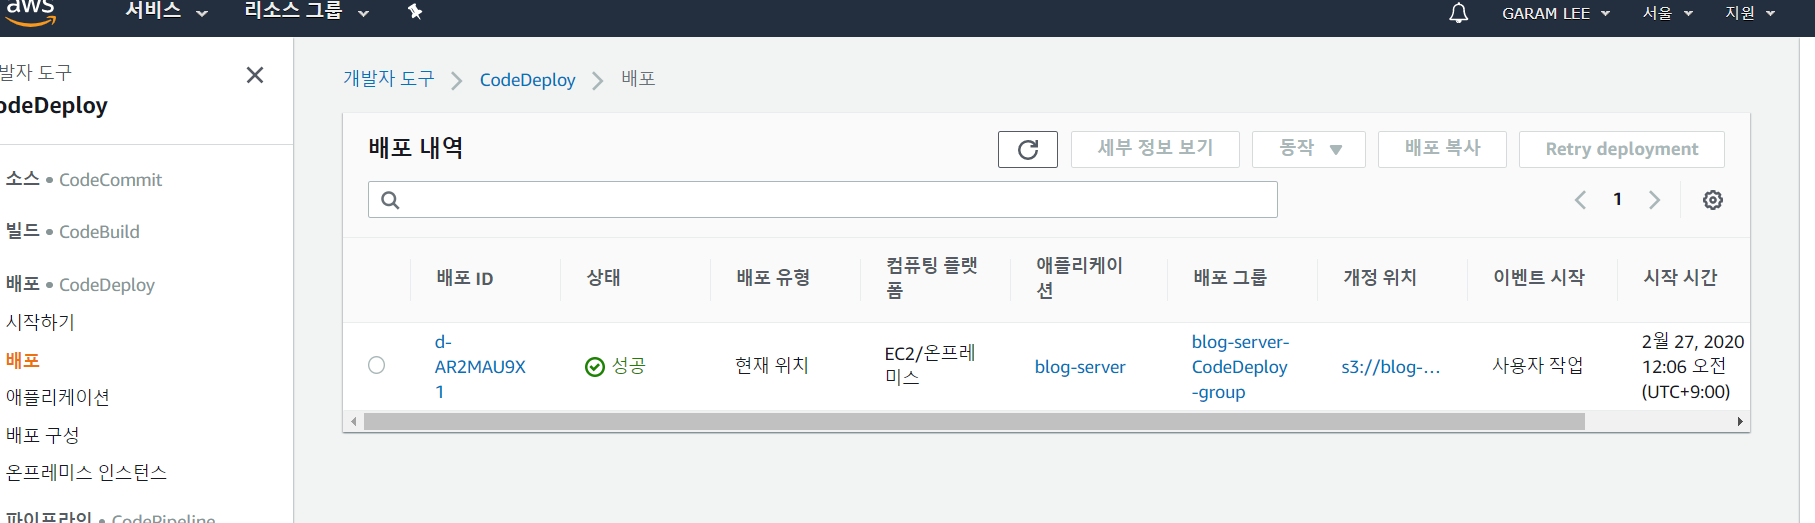 aws 서비스 리소스 그룹 GARAM LEE 서울 지원
발자 도구
odeDeploy
소스 • CodeCommit
빌드 • CodeBuild
배포 • CodeDeploy
시작하기
배포
애플리케이션
배포 구성
온프레미스 인스턴스
파이프라인 • CodePipeline
개발자 도구 > CodeDeploy > 배포
배포 내역
세부 정보 보기 동작 배포 복사 Retry deployment
1
배포 ID 상태 배포 유형 컴퓨팅 플랫 애플리케이 배포 그룹 개정 위치 이벤트 시작 시작 시간
폼 션
d- blog-server- 2월 27, 2020
AR2MAU9X 성공 현재 위치 EC2/온프레 blog-server CodeDeploy s3://blog-... 사용자 작업 12:06 오전
1 미스 -group (UTC+9:00)